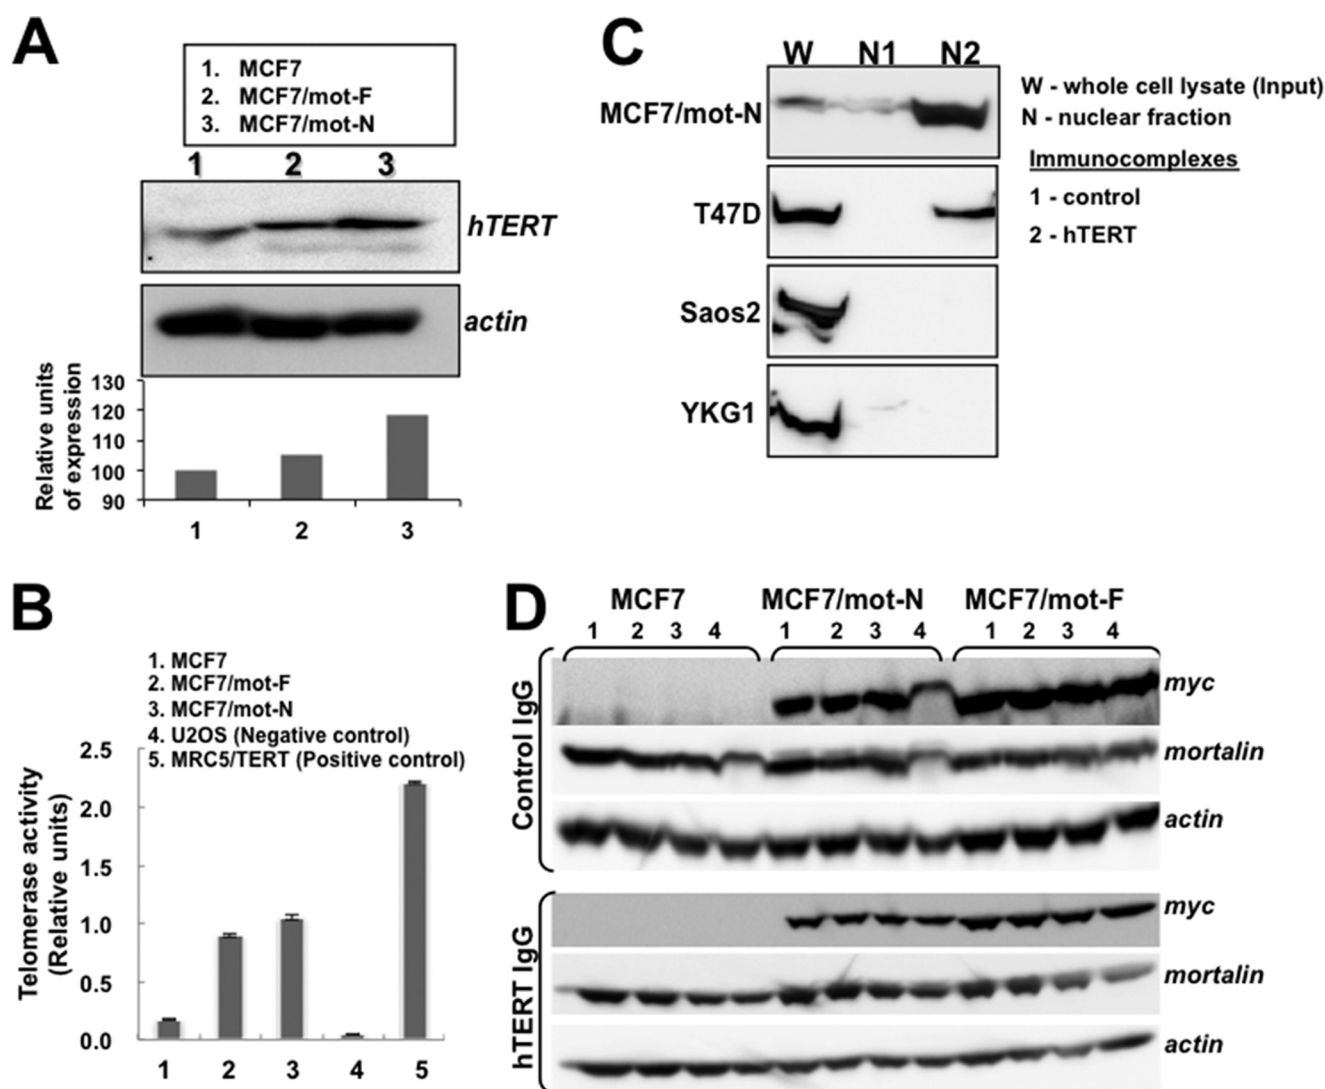 A
1. MCF7
2. MCF7/mot-F
3. MCF7/mot-N
1 2 3
hTERT
actin
Relative units
of expression
130
120
110
100
90
1 2 3
B
1. MCF7
2. MCF7/mot-F
3. MCF7/mot-N
4. U2OS (Negative control)
5. MRC5/TERT (Positive control)
Telomerase activity
(Relative units)
2.5
2.0
1.5
1.0
0.5
0.0
1 2 3 4 5
C
W N1 N2
MCF7/mot-N
T47D
Saos2
YKG1
W - whole cell lysate (Input)
N - nuclear fraction
Immunocomplexes
1 - control
2 - hTERT
D
MCF7 MCF7/mot-N MCF7/mot-F
1 2 3 4 1 2 3 4 1 2 3 4
Control IgG
myc
mortalin
actin
hTERT IgG
myc
mortalin
actin